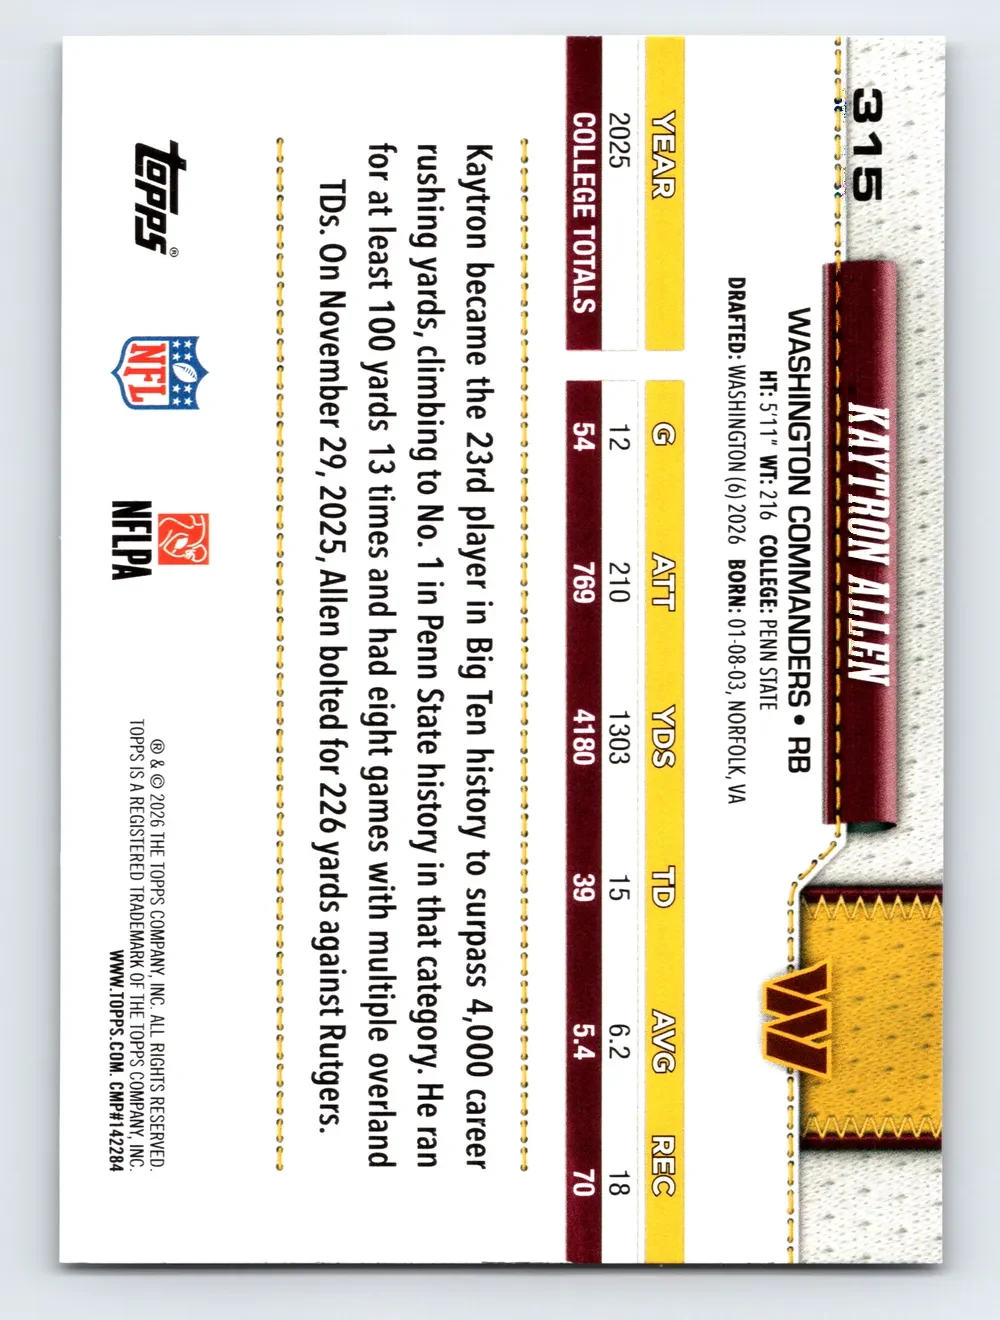 315
KAYTRON ALLEN
WASHINGTON COMMANDERS • RB
HT: 5'11" WT: 216 COLLEGE: PENN STATE
DRAFTED: WASHINGTON (6) 2026 BORN: 01-08-03, NORFOLK, VA
YEAR G ATT YDS TD AVG REC
2025 12 210 1303 15 6.2 18
COLLEGE TOTALS 54 769 4180 39 5.4 70
Kaytron became the 23rd player in Big Ten history to surpass 4,000 career
rushing yards, climbing to No. 1 in Penn State history in that category. He ran
for at least 100 yards 13 times and had eight games with multiple overland
TDs. On November 29, 2025, Allen bolted for 226 yards against Rutgers.
topps®
NFL
NFLPA
® & © 2026 THE TOPPS COMPANY, INC. ALL RIGHTS RESERVED.
TOPPS IS A REGISTERED TRADEMARK OF THE TOPPS COMPANY, INC.
WWW.TOPPS.COM. CMP#142284